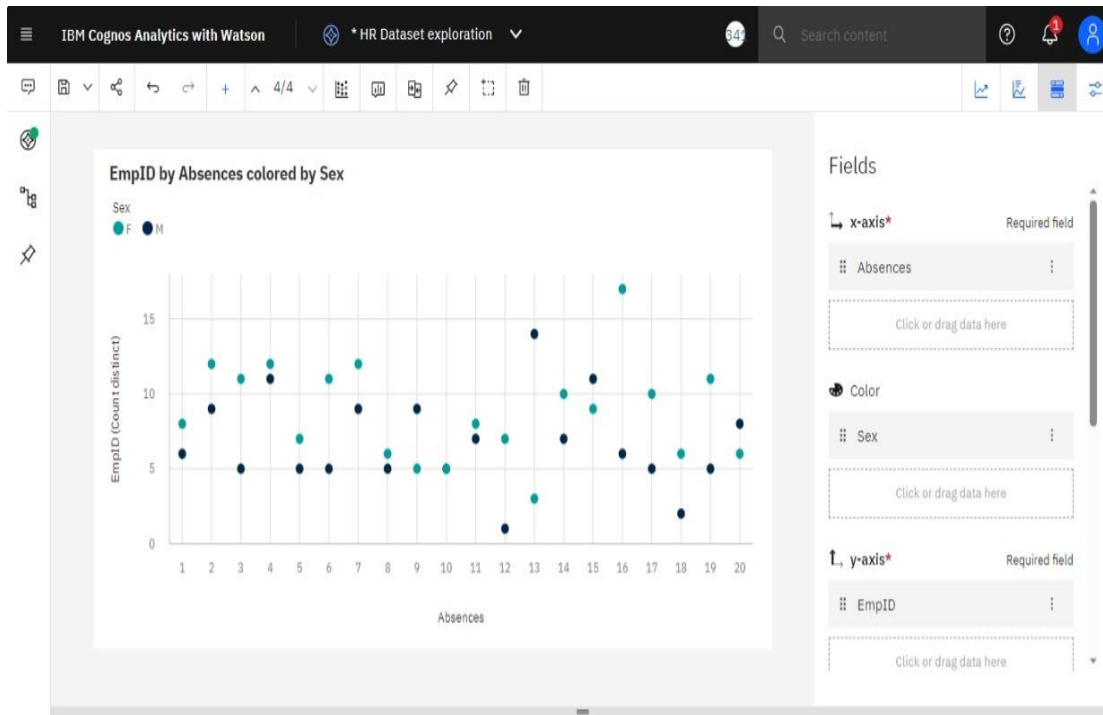 IBM Cognos Analytics with Watson
* HR Dataset exploration
341
Search content
1
4/4
EmpID by Absences colored by Sex
Sex
F M
EmpID (Count distinct)
15
10
5
0
1 2 3 4 5 6 7 8 9 10 11 12 13 14 15 16 17 18 19 20
Absences
Fields
x-axis* Required field
Absences
Click or drag data here
Color
Sex
Click or drag data here
y-axis* Required field
EmpID
Click or drag data here